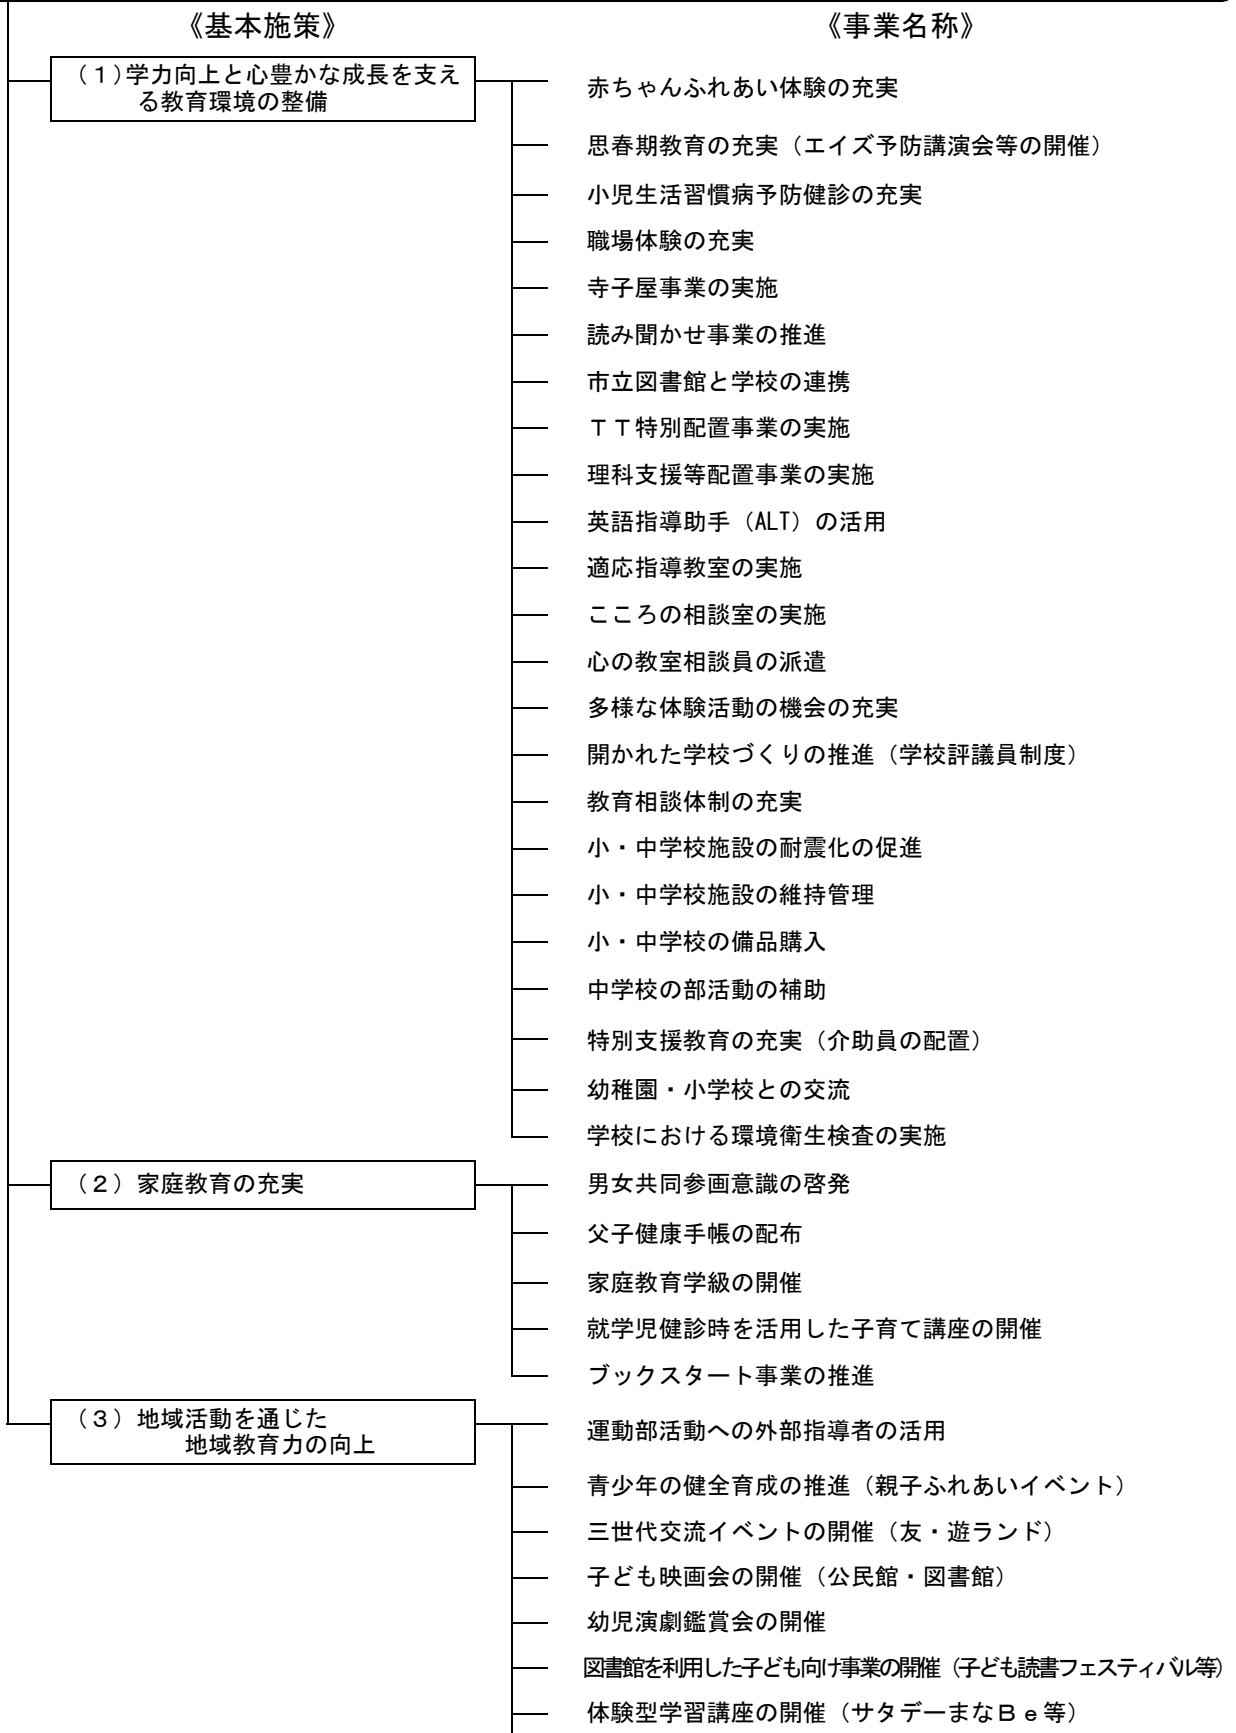 《基本施策》 《事業名称》
(1)学力向上と心豊かな成長を支え
る教育環境の整備
赤ちゃんふれあい体験の充実
思春期教育の充実(エイズ予防講演会等の開催)
小児生活習慣病予防健診の充実
職場体験の充実
寺子屋事業の実施
読み聞かせ事業の推進
市立図書館と学校の連携
TT特別配置事業の実施
理科支援等配置事業の実施
英語指導助手(ALT)の活用
適応指導教室の実施
こころの相談室の実施
心の教室相談員の派遣
多様な体験活動の機会の充実
開かれた学校づくりの推進(学校評議員制度)
教育相談体制の充実
小・中学校施設の耐震化の促進
小・中学校施設の維持管理
小・中学校の備品購入
中学校の部活動の補助
特別支援教育の充実(介助員の配置)
幼稚園・小学校との交流
学校における環境衛生検査の実施
(2)家庭教育の充実
男女共同参画意識の啓発
父子健康手帳の配布
家庭教育学級の開催
就学児健診時を活用した子育て講座の開催
ブックスタート事業の推進
(3)地域活動を通じた
地域教育力の向上
運動部活動への外部指導者の活用
青少年の健全育成の推進(親子ふれあいイベント)
三世代交流イベントの開催(友・遊ランド)
子ども映画会の開催(公民館・図書館)
幼児演劇鑑賞会の開催
図書館を利用した子ども向け事業の開催(子ども読書フェスティバル等)
体験型学習講座の開催(サタデーまなBe等)